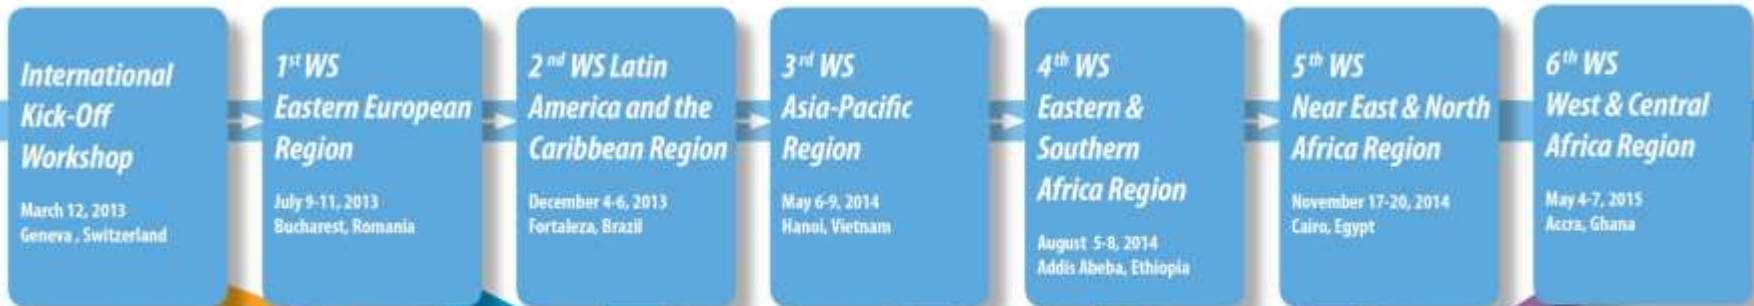 International
Kick-Off
Workshop
March 12, 2013
Geneva , Switzerland
1st WS
Eastern European
Region
July 9-11, 2013
Bucharest, Romania
2nd WS Latin
America and the
Caribbean Region
December 4-6, 2013
Fortaleza, Brazil
3rd WS
Asia-Pacific
Region
May 6-9, 2014
Hanoi, Vietnam
4th WS
Eastern &
Southern
Africa Region
August 5-8, 2014
Addis Abeba, Ethiopia
5th WS
Near East & North
Africa Region
November 17-20, 2014
Cairo, Egypt
6th WS
West & Central
Africa Region
May 4-7, 2015
Accra, Ghana